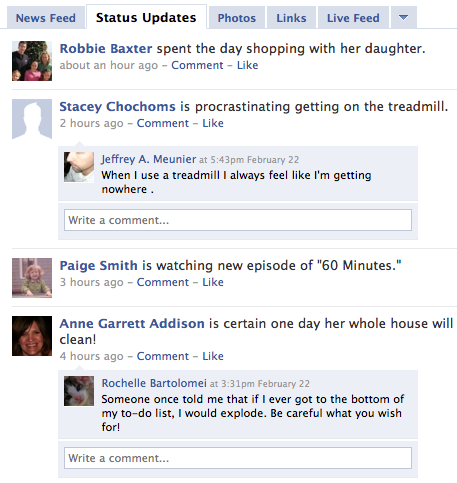 News Feed Status Updates Photos Links Live Feed
Robbie Baxter spent the day shopping with her daughter.
about an hour ago – Comment – Like
Stacey Chochoms is procrastinating getting on the treadmill.
2 hours ago – Comment – Like
Jeffrey A. Meunier at 5:43pm February 22
When I use a treadmill I always feel like I'm getting
nowhere .
Write a comment...
Paige Smith is watching new episode of "60 Minutes."
3 hours ago – Comment – Like
Anne Garrett Addison is certain one day her whole house will
clean!
4 hours ago – Comment – Like
Rochelle Bartolomei at 3:31pm February 22
Someone once told me that if I ever got to the bottom of
my to-do list, I would explode. Be careful what you wish
for!
Write a comment...